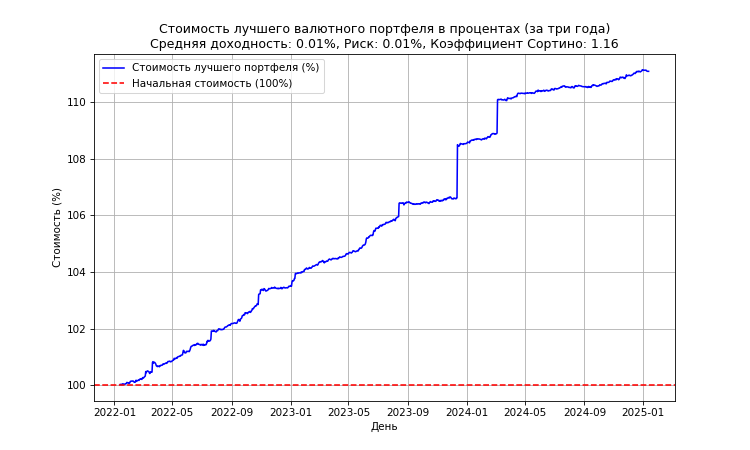 Стоимость лучшего валютного портфеля в процентах (за три года)
Средняя доходность: 0.01%, Риск: 0.01%, Коэффициент Сортино: 1.16
Стоимость лучшего портфеля (%)
Начальная стоимость (100%)
Стоимость (%)
110
108
106
104
102
100
2022-01 2022-05 2022-09 2023-01 2023-05 2023-09 2024-01 2024-05 2024-09 2025-01
День